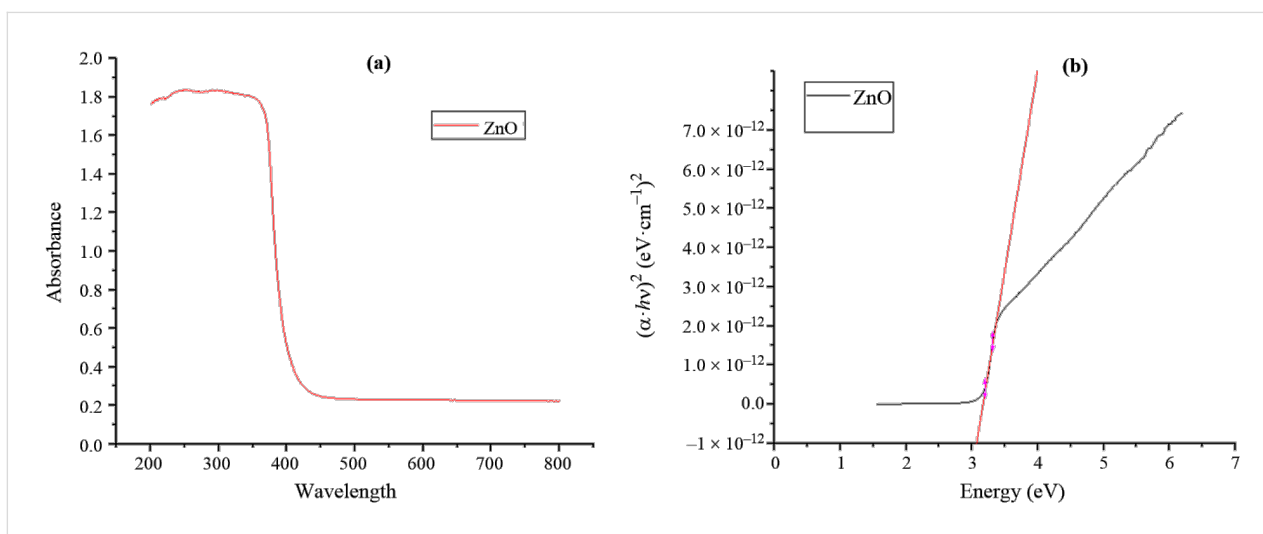 (a)
2.0
1.8
1.6
1.4
1.2
1.0
0.8
0.6
0.4
0.2
0.0
Absorbance
ZnO
200 300 400 500 600 700 800
Wavelength
(b)
ZnO
7.0 × 10⁻¹²
6.0 × 10⁻¹²
5.0 × 10⁻¹²
4.0 × 10⁻¹²
3.0 × 10⁻¹²
2.0 × 10⁻¹²
1.0 × 10⁻¹²
0.0
−1 × 10⁻¹²
(α·hν)² (eV·cm⁻¹)²
0 1 2 3 4 5 6 7
Energy (eV)